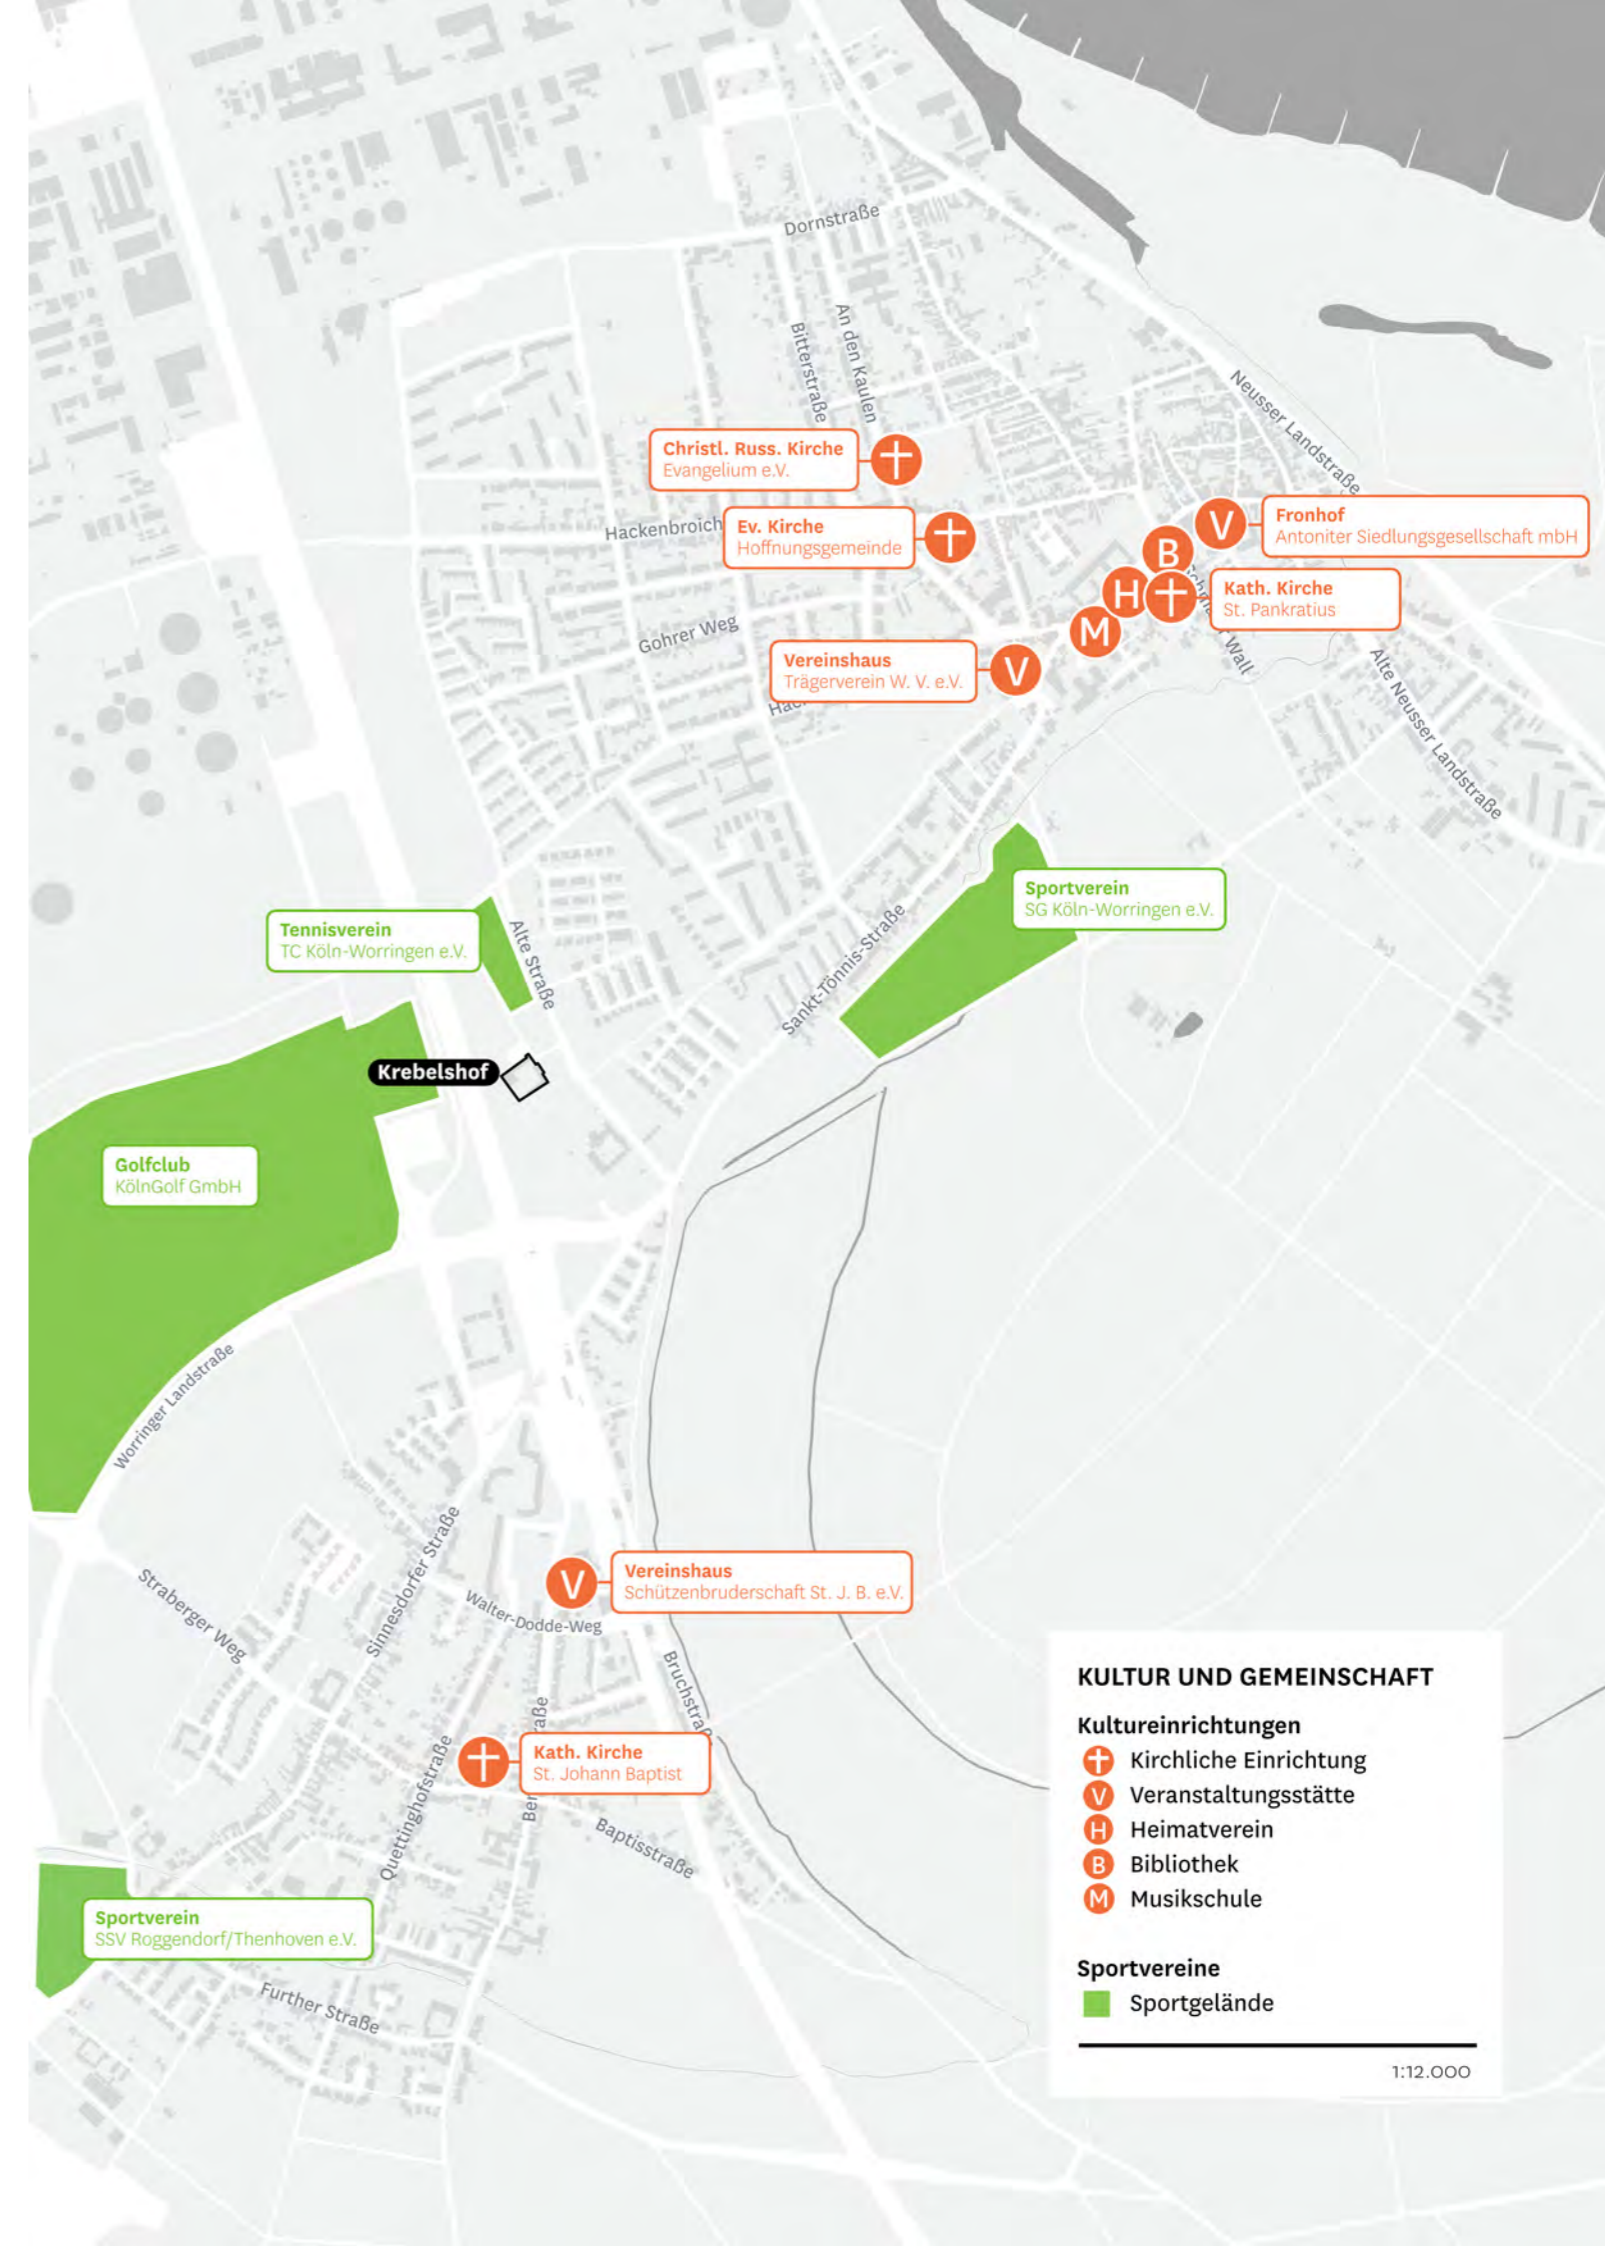 Dornstraße
Bitterstraße
An den Kaulen
Neusser Landstraße
Christl. Russ. Kirche
Evangelium e.V.
Hackenbroich
Ev. Kirche
Hoffnungsgemeinde
V
Fronhof
Antoniter Siedlungsgesellschaft mbH
B
H
Kath. Kirche
St. Pankratius
M
Wall
Gohrer Weg
Vereinshaus
Trägerverein W. V. e.V.
V
Alte Neusser Landstraße
Sportverein
SG Köln-Worringen e.V.
Tennisverein
TC Köln-Worringen e.V.
Alte Straße
Sankt-Tönnis-Straße
Krebelshof
Golfclub
KölnGolf GmbH
Worringer Landstraße
Straberger Weg
Sinnesdorfer Straße
V
Vereinshaus
Schützenbruderschaft St. J. B. e.V.
Walter-Dodde-Weg
Bruchstraß
Quettinghofstraße
Ber
aße
Kath. Kirche
St. Johann Baptist
Baptisstraße
Sportverein
SSV Roggendorf/Thenhoven e.V.
Further Straße
KULTUR UND GEMEINSCHAFT
Kultureinrichtungen
Kirchliche Einrichtung
V Veranstaltungsstätte
H Heimatverein
B Bibliothek
M Musikschule
Sportvereine
Sportgelände
1:12.000